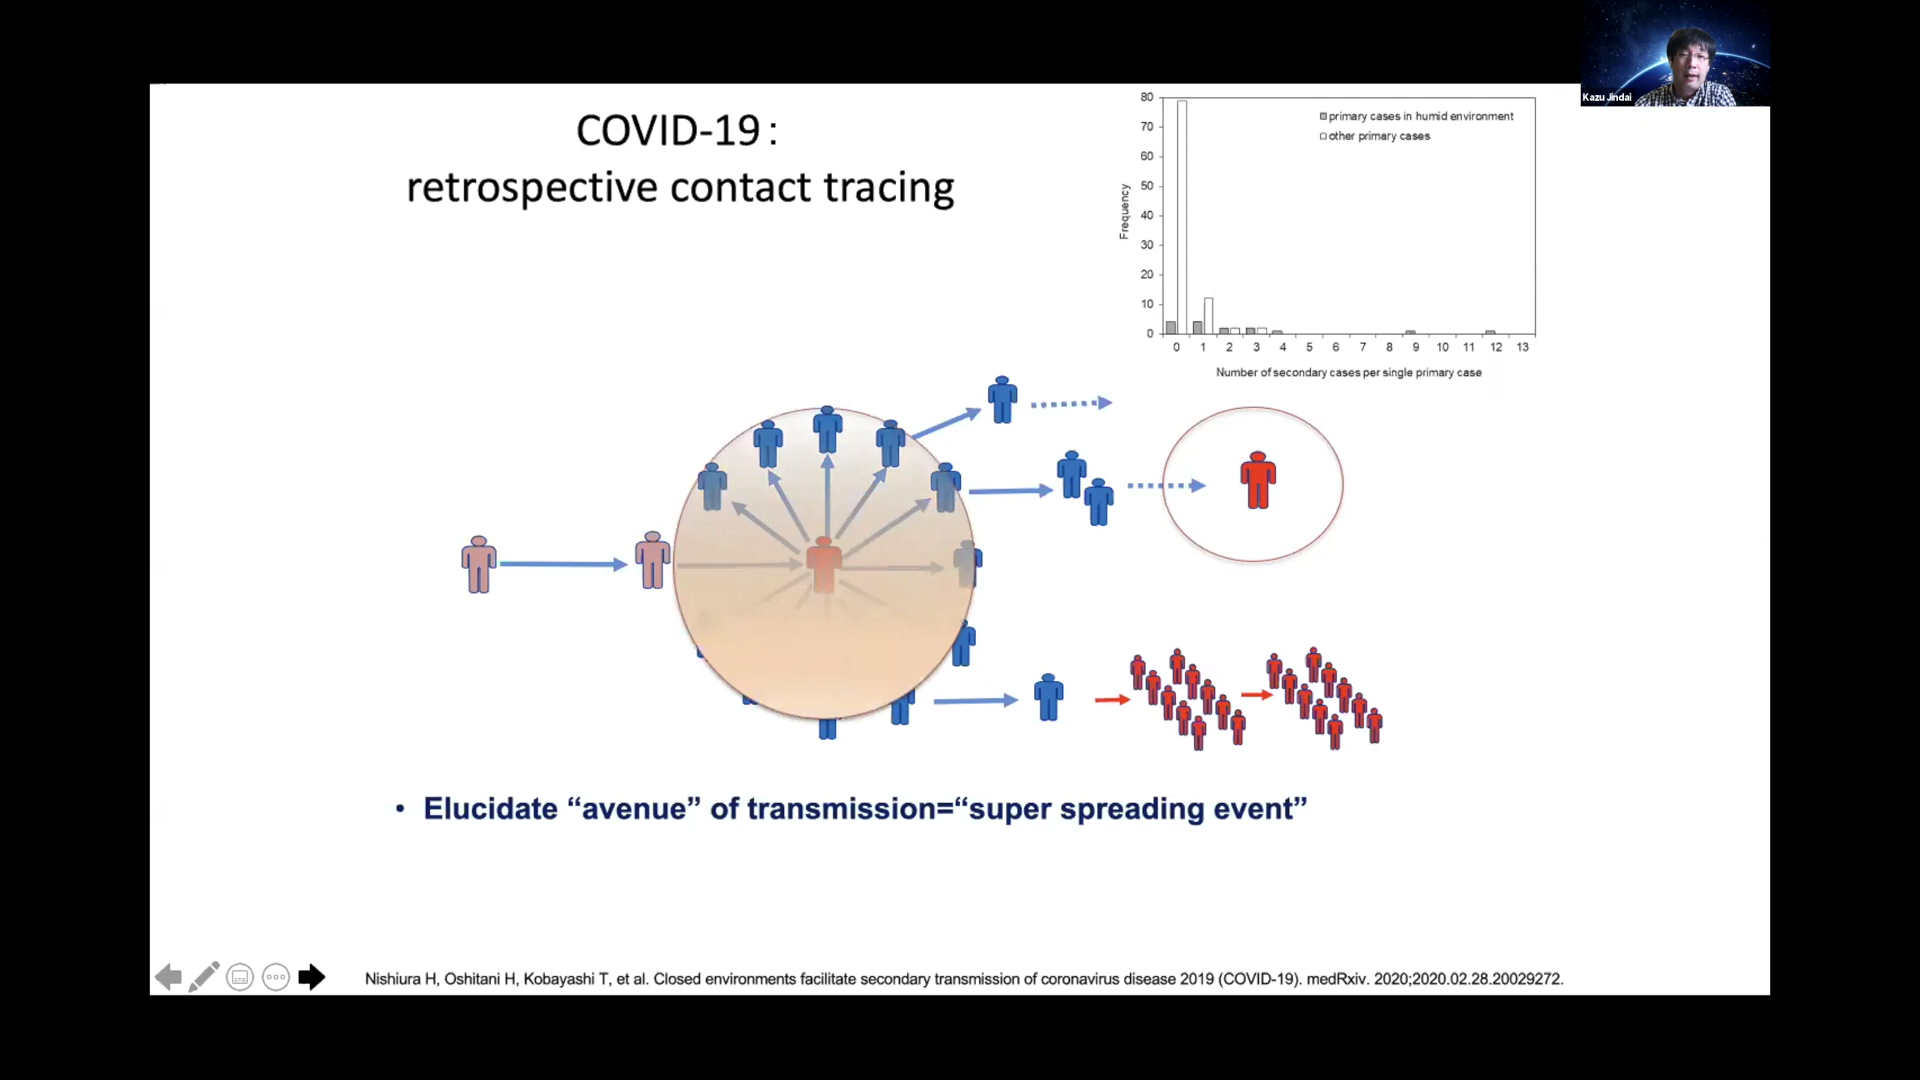 COVID-19 :
retrospective contact tracing
Kazu Jindai
80
70
60
50
40
30
20
10
0
Frequency
primary cases in humid environment
other primary cases
0 1 2 3 4 5 6 7 8 9 10 11 12 13
Number of secondary cases per single primary case
• Elucidate “avenue” of transmission=“super spreading event”
Nishiura H, Oshitani H, Kobayashi T, et al. Closed environments facilitate secondary transmission of coronavirus disease 2019 (COVID-19). medRxiv. 2020;2020.02.28.20029272.